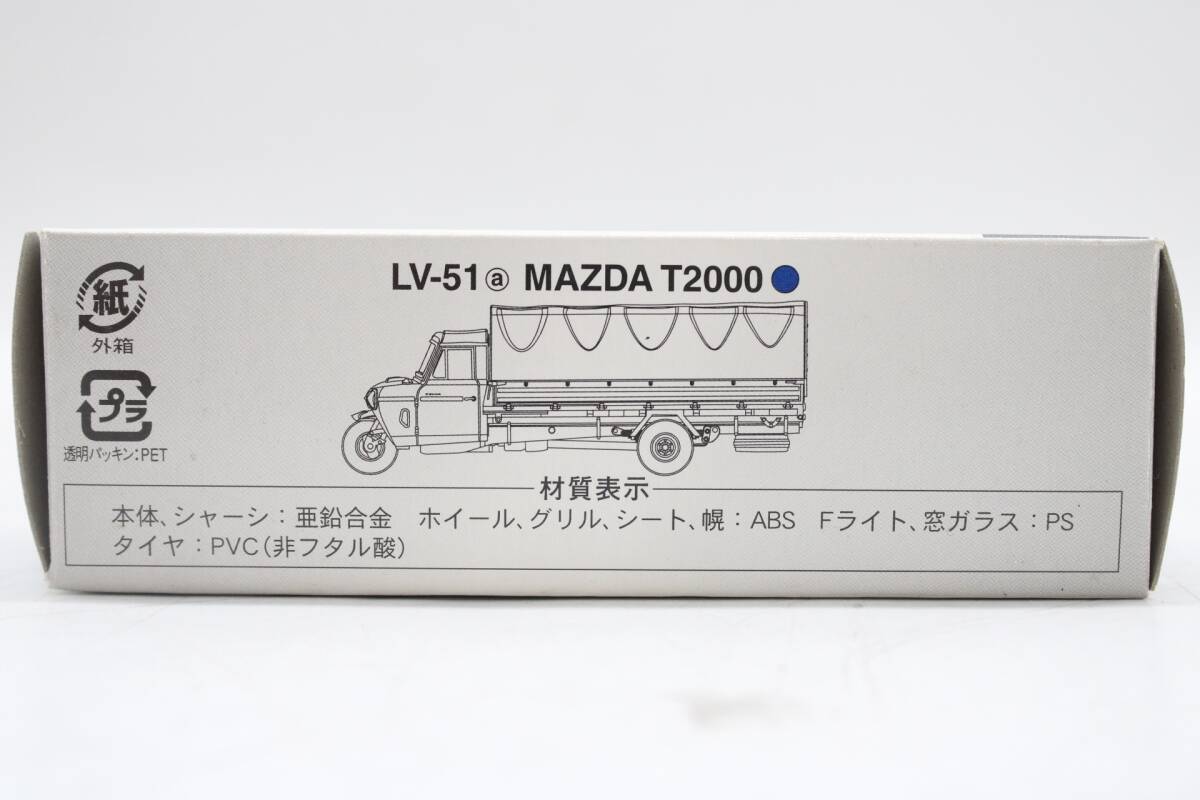 LV-51ⓐ MAZDA T2000
紙
外箱
プラ
透明パッキン：PET
材質表示
本体、シャーシ：亜鉛合金　ホイール、グリル、シート、幌：ABS　Fライト、窓ガラス：PS
タイヤ：PVC（非フタル酸）